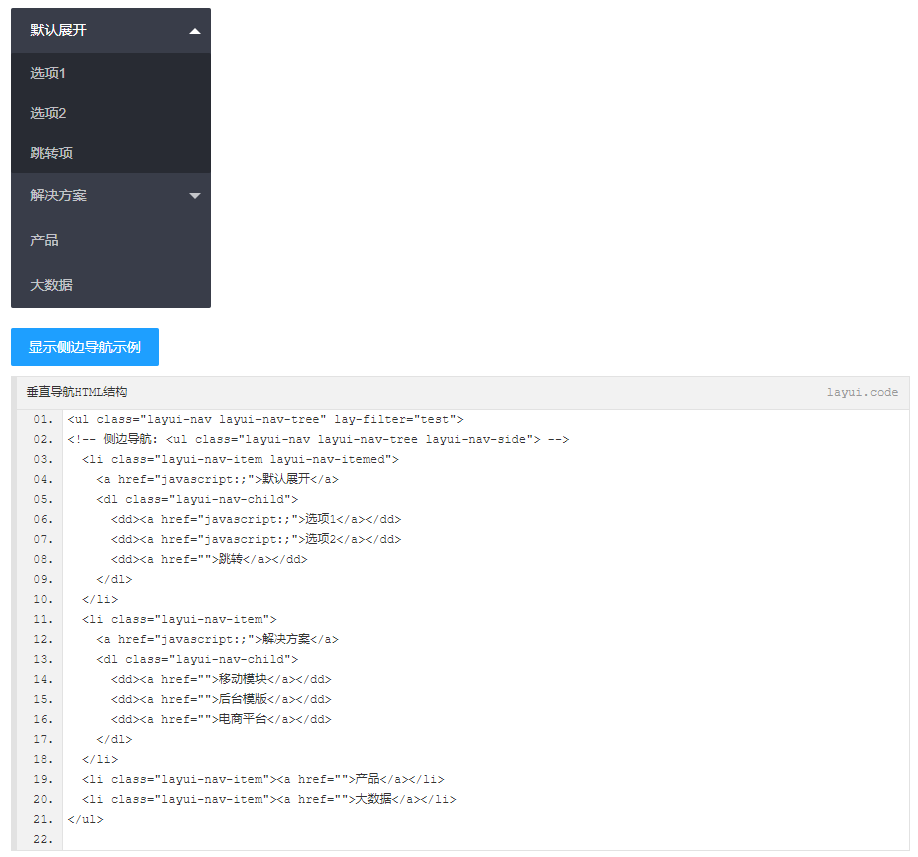 默认展开
选项1
选项2
跳转项
解决方案
产品
大数据
显示侧边导航示例
垂直导航HTML结构 layui.code
01. <ul class="layui-nav layui-nav-tree" lay-filter="test">
02. <!-- 侧边导航: <ul class="layui-nav layui-nav-tree layui-nav-side"> -->
03.   <li class="layui-nav-item layui-nav-itemed">
04.     <a href="javascript:;">默认展开</a>
05.     <dl class="layui-nav-child">
06.       <dd><a href="javascript:;">选项1</a></dd>
07.       <dd><a href="javascript:;">选项2</a></dd>
08.       <dd><a href="">跳转</a></dd>
09.     </dl>
10.   </li>
11.   <li class="layui-nav-item">
12.     <a href="javascript:;">解决方案</a>
13.     <dl class="layui-nav-child">
14.       <dd><a href="">移动模块</a></dd>
15.       <dd><a href="">后台模版</a></dd>
16.       <dd><a href="">电商平台</a></dd>
17.     </dl>
18.   </li>
19.   <li class="layui-nav-item"><a href="">产品</a></li>
20.   <li class="layui-nav-item"><a href="">大数据</a></li>
21. </ul>
22.